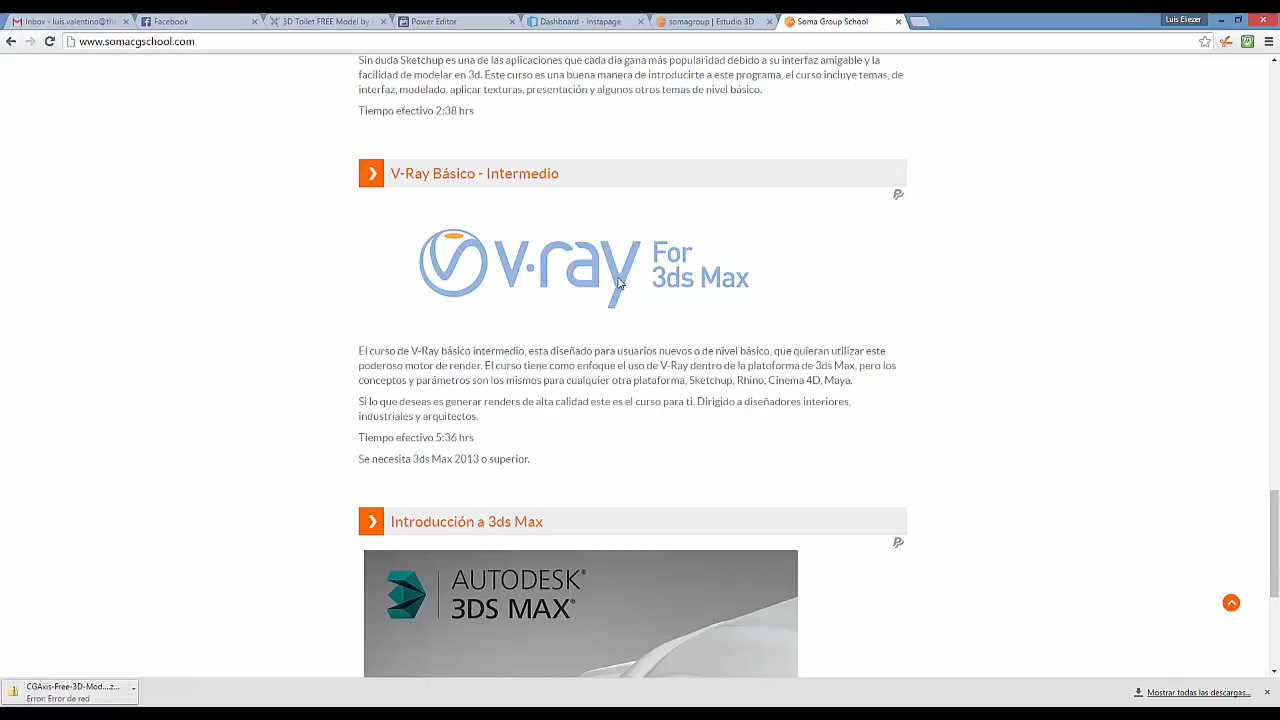 Inbox - luis.valentino@th
Facebook
3D Toilet FREE Model by
Power Editor
Dashboard - Instapage
somagroup | Estudio 3D
Soma Group School
Luis Eliezer
www.somacgschool.com
Sin duda Sketchup es una de las aplicaciones que cada día gana más popularidad debido a su interfaz amigable y la
facilidad de modelar en 3d. Este curso es una buena manera de introducirte a este programa, el curso incluye temas, de
interfaz, modelado, aplicar texturas, presentación y algunos otros temas de nivel básico.
Tiempo efectivo 2:38 hrs
V-Ray Básico - Intermedio
v·ray For
3ds Max
El curso de V-Ray básico intermedio, esta diseñado para usuarios nuevos o de nivel básico, que quieran utilizar este
poderoso motor de render. El curso tiene como enfoque el uso de V-Ray dentro de la platoforma de 3ds Max, pero los
conceptos y parámetros son los mismos para cualquier otra plataforma, Sketchup, Rhino, Cinema 4D, Maya.
Si lo que deseas es generar renders de alta calidad este es el curso para ti. Dirigido a diseñadores interiores,
industriales y arquitectos.
Tiempo efectivo 5:36 hrs
Se necesita 3ds Max 2013 o superior.
Introducción a 3ds Max
AUTODESK®
3DS MAX®
CGAxis-Free-3D-Mod....z...
Error: Error de red
Mostrar todas las descargas...